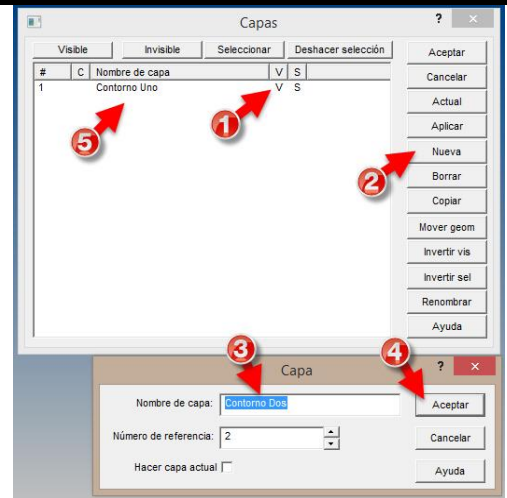 Capas
?
Visible Invisible Seleccionar Deshacer selección
# C Nombre de capa V S
1 Contorno Uno V S
Aceptar
Cancelar
Actual
Aplicar
Nueva
Borrar
Copiar
Mover geom
Invertir vis
Invertir sel
Renombrar
Ayuda
1
5
2
3
4
Capa
?
Nombre de capa: Contorno Dos
Número de referencia: 2
Hacer capa actual
Aceptar
Cancelar
Ayuda